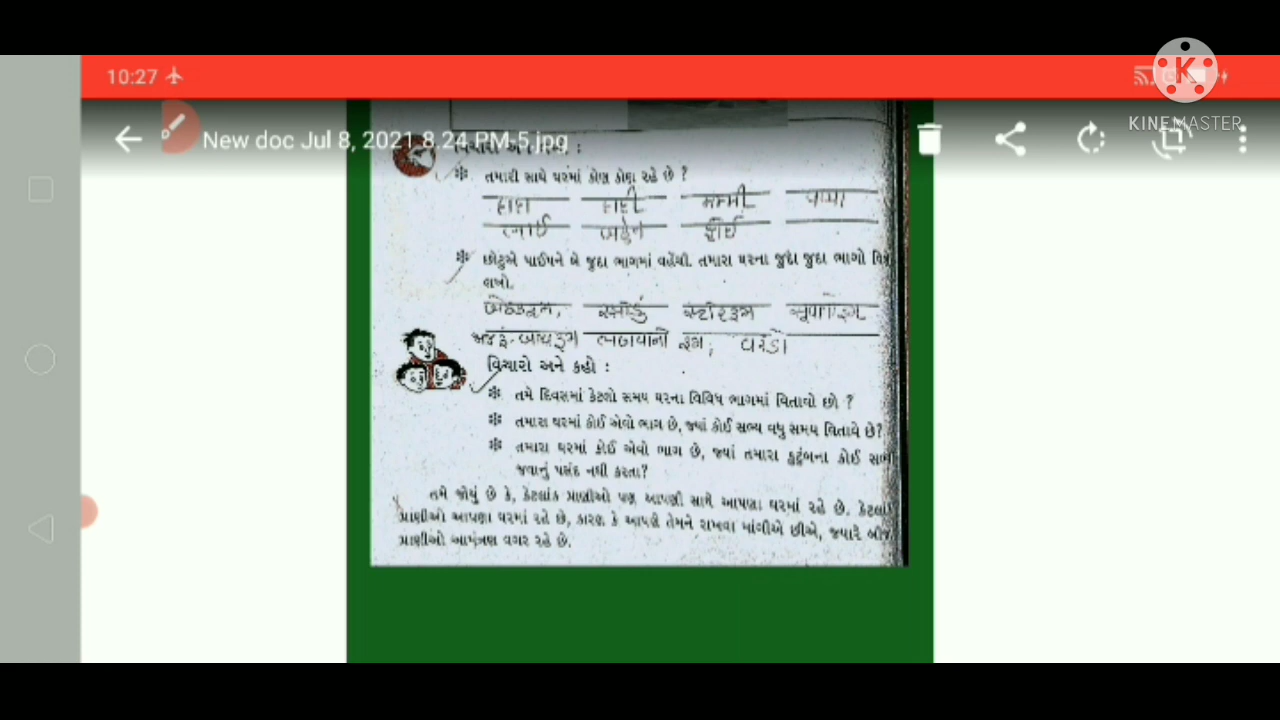 10:27
KINEMASTER
New doc Jul 8, 2021 8.24 PM-5.jpg
તમારી સાથે ઘરમાં કોણ કોણ રહે છે ?
દાદા દાદી મમ્મી પપ્પા
ભાઈ બહેન ફોઈ
છોટુએ પાઈપને બે જુદા ભાગમાં વહેંચી. તમારા ઘરના જુદા જુદા ભાગો વિશે
લખો.
રસોડું સ્ટોરરૂમ
ભણવાનો રૂમ, વરંડો
વિચારો અને કહો :
તમે દિવસમાં કેટલો સમય ઘરના વિવિધ ભાગમાં વિતાવો છો ?
તમારા ઘરમાં કોઈ એવો ભાગ છે, જ્યાં કોઈ સભ્ય વધુ સમય વિતાવે છે?
તમારા ઘરમાં કોઈ એવો ભાગ છે, જ્યાં તમારા કુટુંબના કોઈ સભ્ય
જવાનું પસંદ નથી કરતા?
તમે જોયું છે કે, કેટલાંક પ્રાણીઓ પણ આપણી સાથે આપણા ઘરમાં રહે છે. કેટલાં
પ્રાણીઓ આપણા ઘરમાં રહે છે, કારણ કે આપણે તેમને રાખવા માંગીએ છીએ, જ્યારે બીજા
પ્રાણીઓ આમંત્રણ વગર રહે છે.